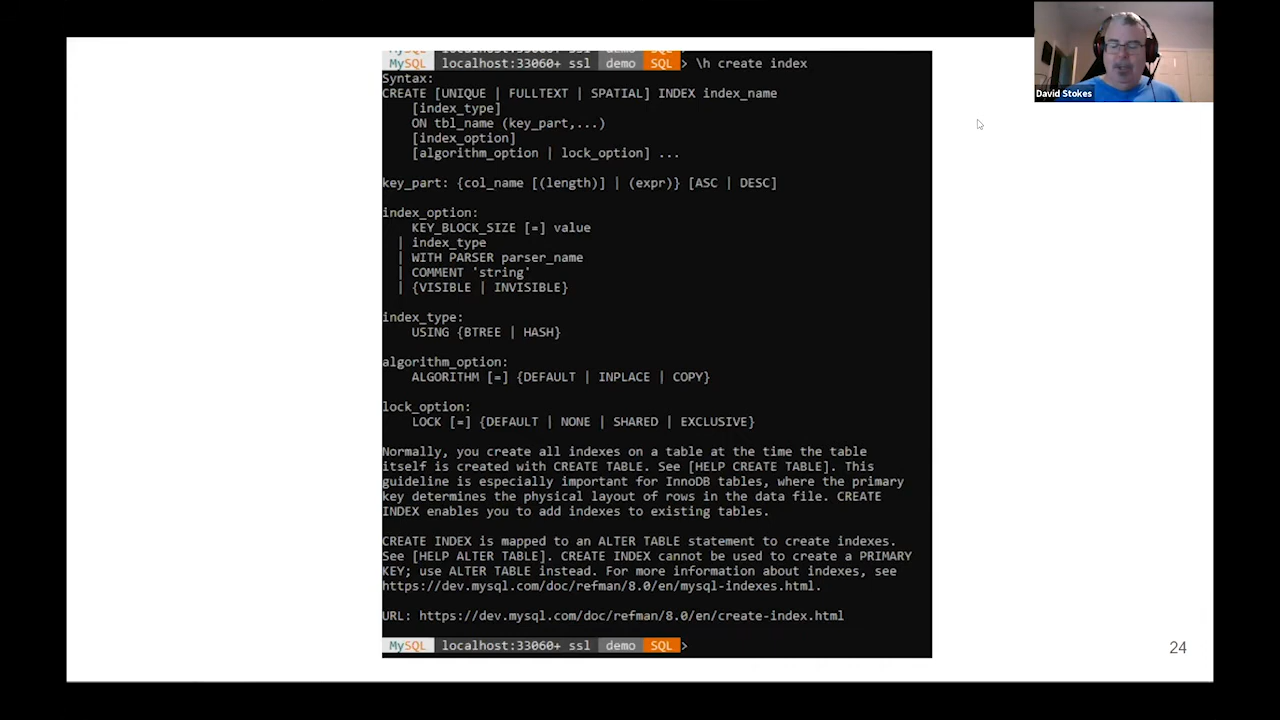 MySQL localhost:33060+ ssl demo SQL
MySQL localhost:33060+ ssl demo SQL > \h create index
Syntax:
CREATE [UNIQUE | FULLTEXT | SPATIAL] INDEX index_name
[index_type]
ON tbl_name (key_part,...)
[index_option]
[algorithm_option | lock_option] ...
key_part: {col_name [(length)] | (expr)} [ASC | DESC]
index_option:
KEY_BLOCK_SIZE [=] value
| index_type
| WITH PARSER parser_name
| COMMENT 'string'
| {VISIBLE | INVISIBLE}
index_type:
USING {BTREE | HASH}
algorithm_option:
ALGORITHM [=] {DEFAULT | INPLACE | COPY}
lock_option:
LOCK [=] {DEFAULT | NONE | SHARED | EXCLUSIVE}
Normally, you create all indexes on a table at the time the table
itself is created with CREATE TABLE. See [HELP CREATE TABLE]. This
guideline is especially important for InnoDB tables, where the primary
key determines the physical layout of rows in the data file. CREATE
INDEX enables you to add indexes to existing tables.
CREATE INDEX is mapped to an ALTER TABLE statement to create indexes.
See [HELP ALTER TABLE]. CREATE INDEX cannot be used to create a PRIMARY
KEY; use ALTER TABLE instead. For more information about indexes, see
https://dev.mysql.com/doc/refman/8.0/en/mysql-indexes.html.
URL: https://dev.mysql.com/doc/refman/8.0/en/create-index.html
MySQL localhost:33060+ ssl demo SQL >
David Stokes
24